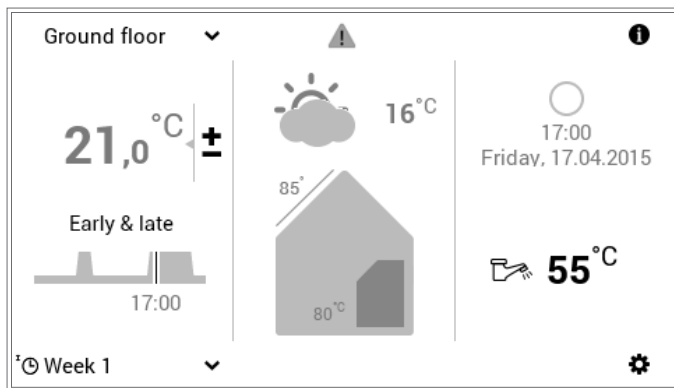 Ground floor
21,0 °C ±
Early & late
17:00
Week 1
16 °C
85°
80 °C
17:00
Friday, 17.04.2015
55 °C